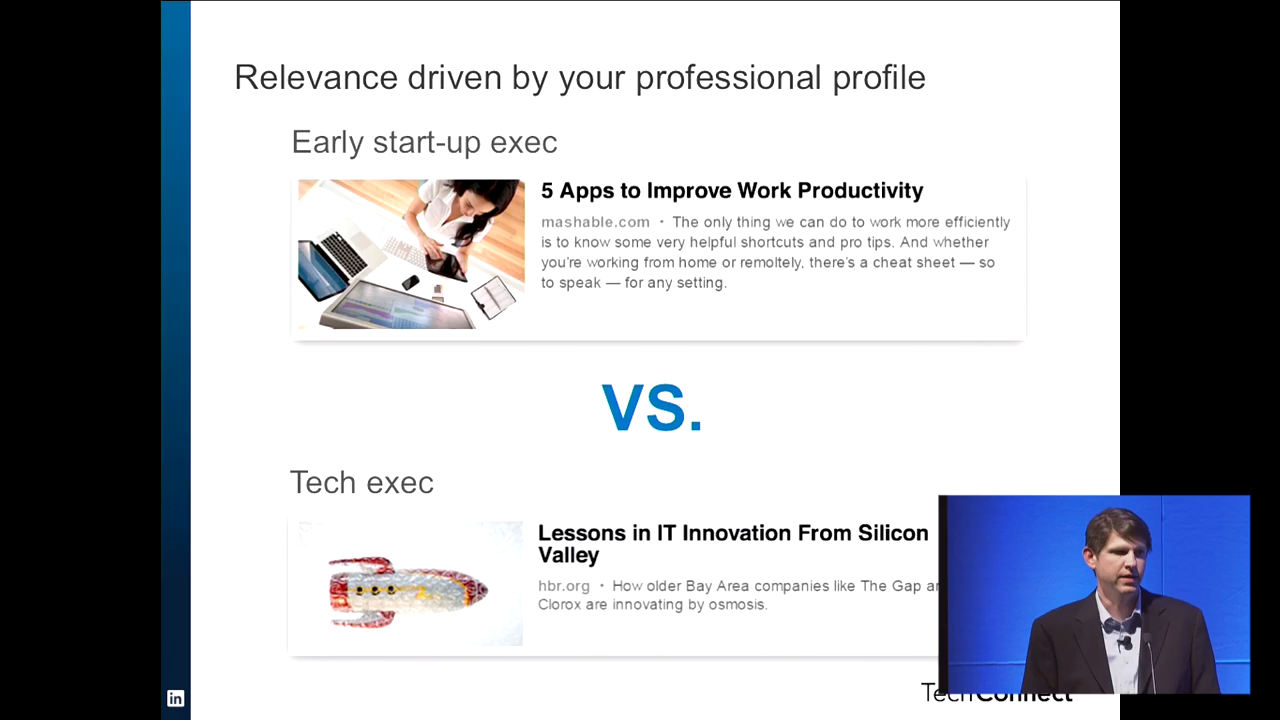 Relevance driven by your professional profile
Early start-up exec
5 Apps to Improve Work Productivity
mashable.com • The only thing we can do to work more efficiently
is to know some very helpful shortcuts and pro tips. And whether
you're working from home or remoltely, there's a cheat sheet — so
to speak — for any setting.
VS.
Tech exec
Lessons in IT Innovation From Silicon
Valley
hbr.org • How older Bay Area companies like The Gap
Clorox are innovating by osmosis.
in
TechConnect